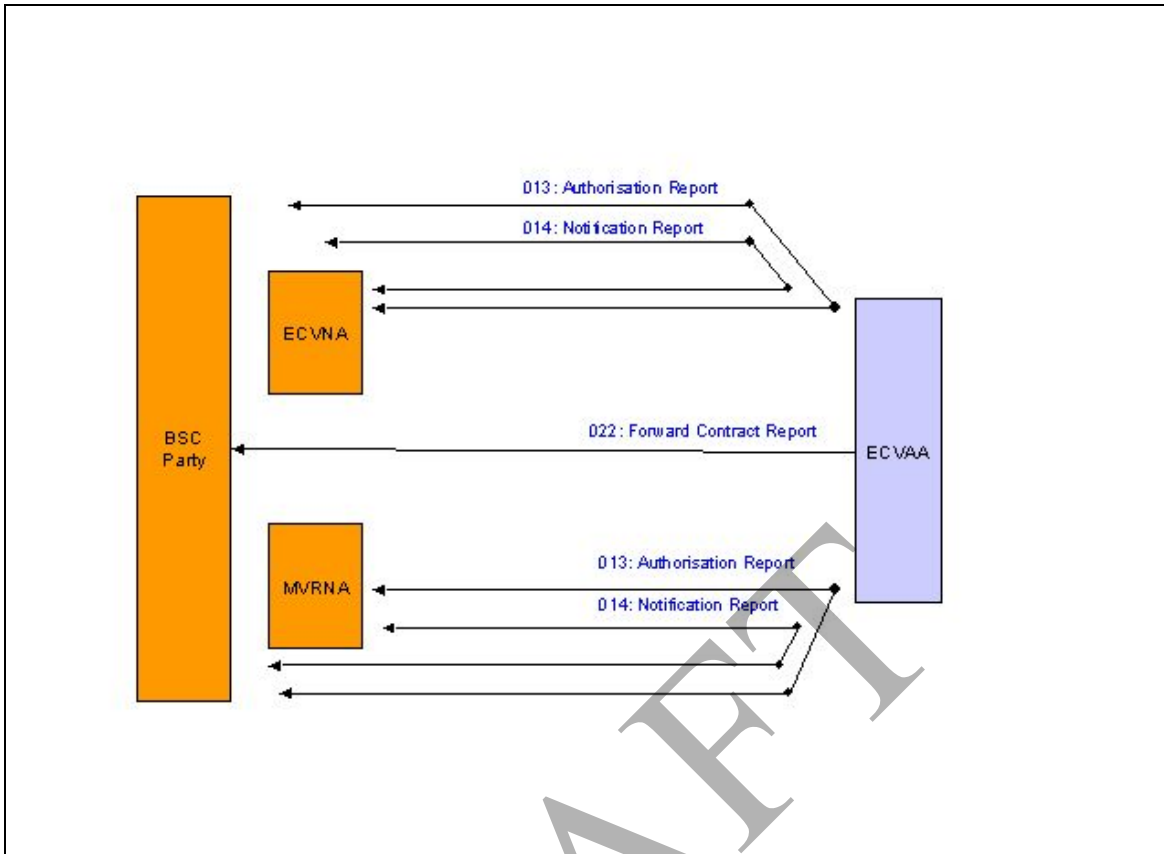 013: Authorisation Report
014: Notification Report
ECVNA
022: Forward Contract Report
BSC
Party
ECVAA
013: Authorisation Report
MVRNA
014: Notification Report
AFT